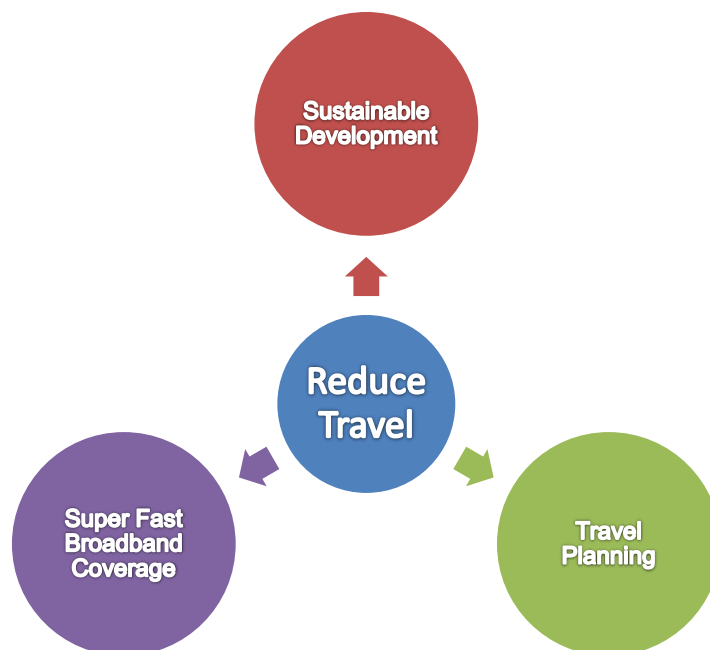 Sustainable
Development
Reduce
Travel
Super Fast
Broadband
Coverage
Travel
Planning